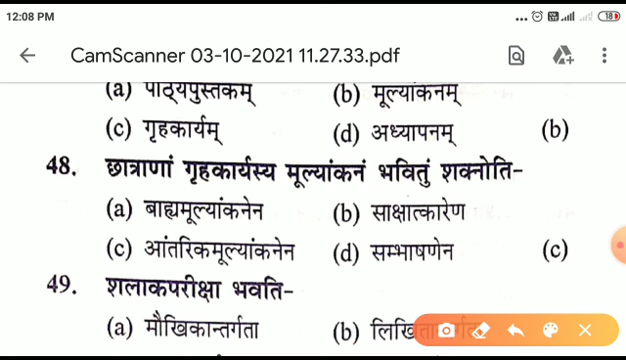 12:08 PM
18
CamScanner 03-10-2021 11.27.33.pdf
(a) पाठ्यपुस्तकम् (b) मूल्यांकनम्
(c) गृहकार्यम् (d) अध्यापनम् (b)
48. छात्राणां गृहकार्यस्य मूल्यांकनं भवितुं शक्नोति-
(a) बाह्यमूल्यांकनेन (b) साक्षात्कारेण
(c) आंतरिकमूल्यांकनेन (d) सम्भाषणेन (c)
49. शलाकपरीक्षा भवति-
(a) मौखिकान्तर्गता (b)